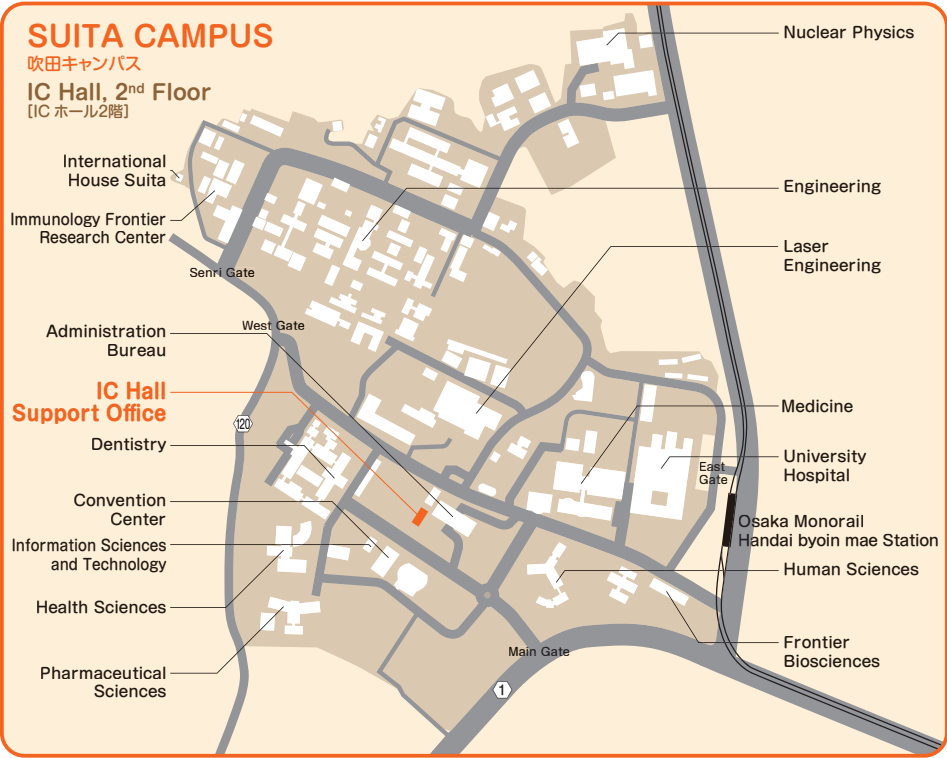 SUITA CAMPUS
吹田キャンパス
IC Hall, 2nd Floor
[IC ホール2階]
Nuclear Physics
International
House Suita
Engineering
Immunology Frontier
Research Center
Laser
Engineering
Senri Gate
West Gate
Administration
Bureau
IC Hall
Support Office
Medicine
120
Dentistry
University
Hospital
East
Gate
Convention
Center
Osaka Monorail
Handai byoin mae Station
Information Sciences
and Technology
Human Sciences
Health Sciences
Main Gate
Frontier
Biosciences
Pharmaceutical
Sciences
1